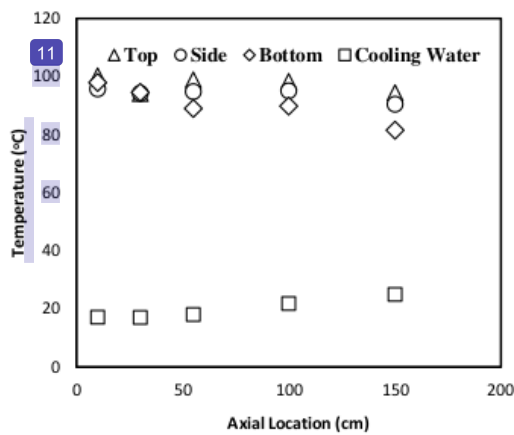 120
11
△Top ○Side ◇Bottom □Cooling Water
100
80
60
40
20
0
Temperature (°C)
0 50 100 150 200
Axial Location (cm)